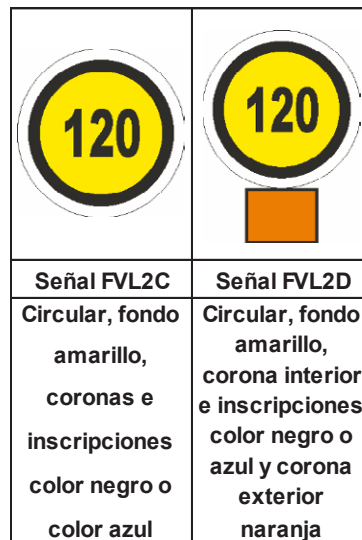 120
120
Señal FVL2C
Señal FVL2D
Circular, fondo
amarillo,
coronas e
inscripciones
color negro o
color azul
Circular, fondo
amarillo,
corona interior
e inscripciones
color negro o
azul y corona
exterior
naranja